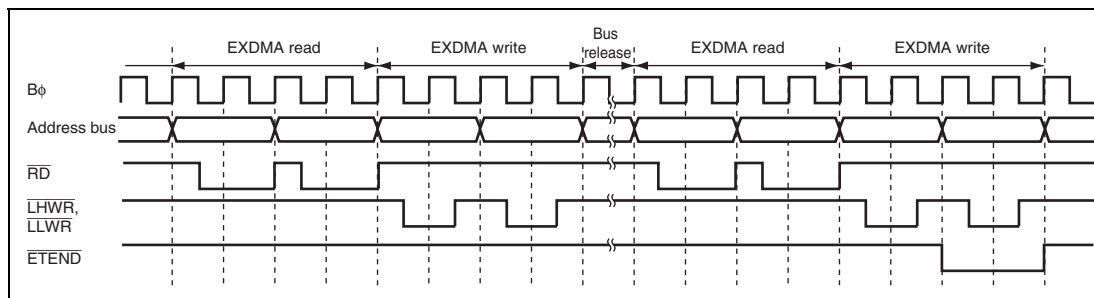 Bus
EXDMA read EXDMA write release EXDMA read EXDMA write
Bϕ
Address bus
RD
LHWR,
LLWR
ETEND